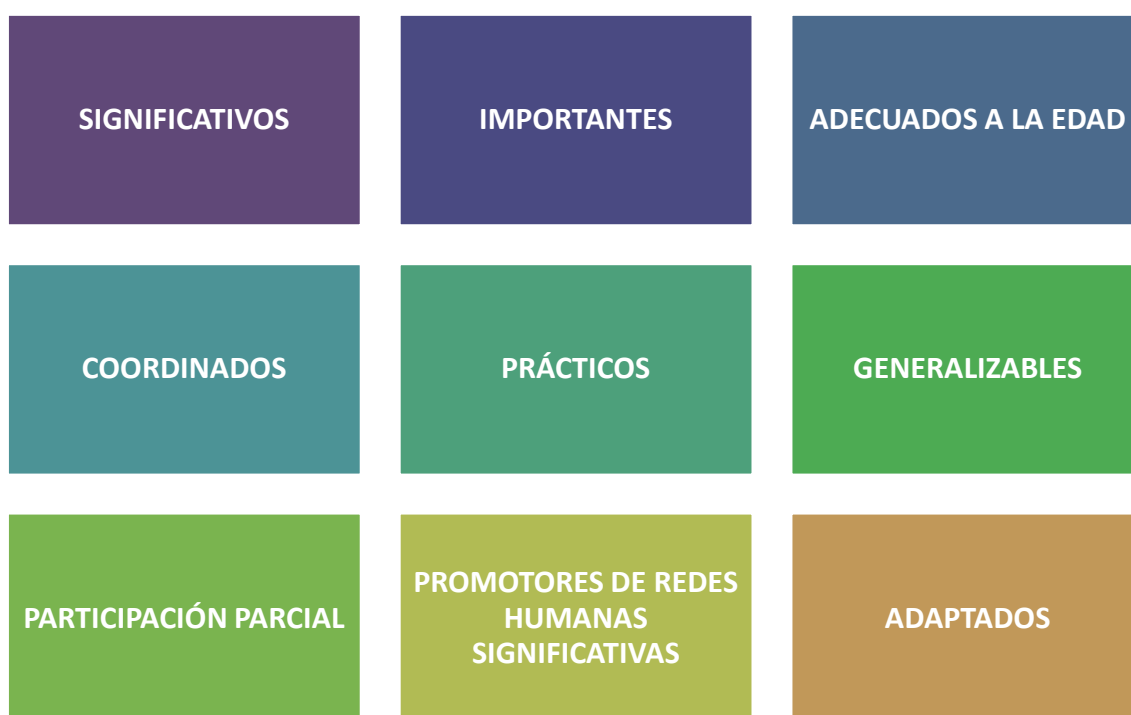 SIGNIFICATIVOS
IMPORTANTES
ADECUADOS A LA EDAD
COORDINADOS
PRÁCTICOS
GENERALIZABLES
PARTICIPACIÓN PARCIAL
PROMOTORES DE REDES
HUMANAS
SIGNIFICATIVAS
ADAPTADOS